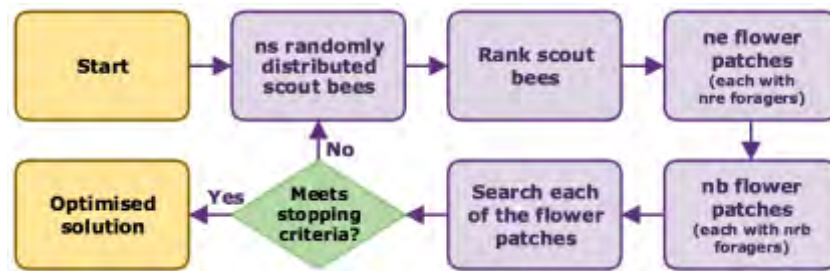 Start
ns randomly
distributed
scout bees
Rank scout
bees
ne flower
patches
(each with
nre foragers)
No
Optimised
solution
Yes
Meets
stopping
criteria?
Search each
of the flower
patches
nb flower
patches
(each with nrb
foragers)